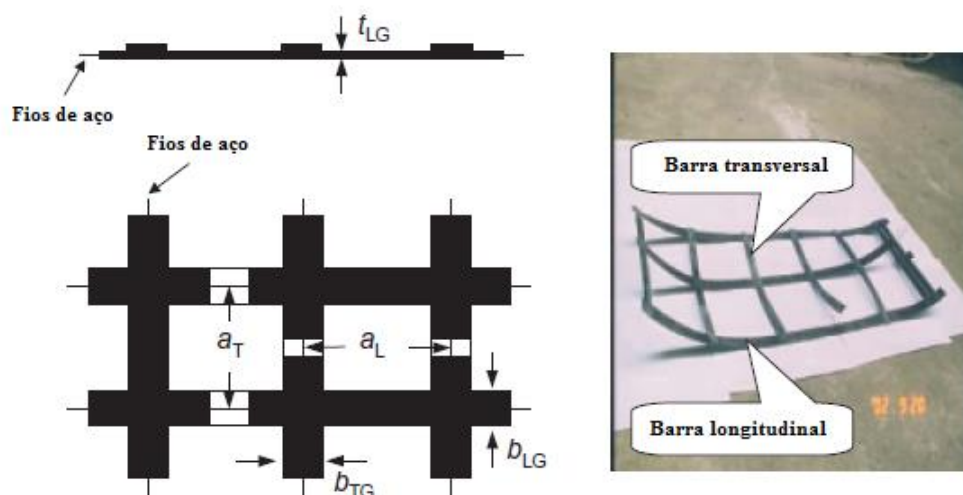 t_LG
Fios de aço
Fios de aço
a_T
a_L
b_LG
b_TG
Barra transversal
Barra longitudinal